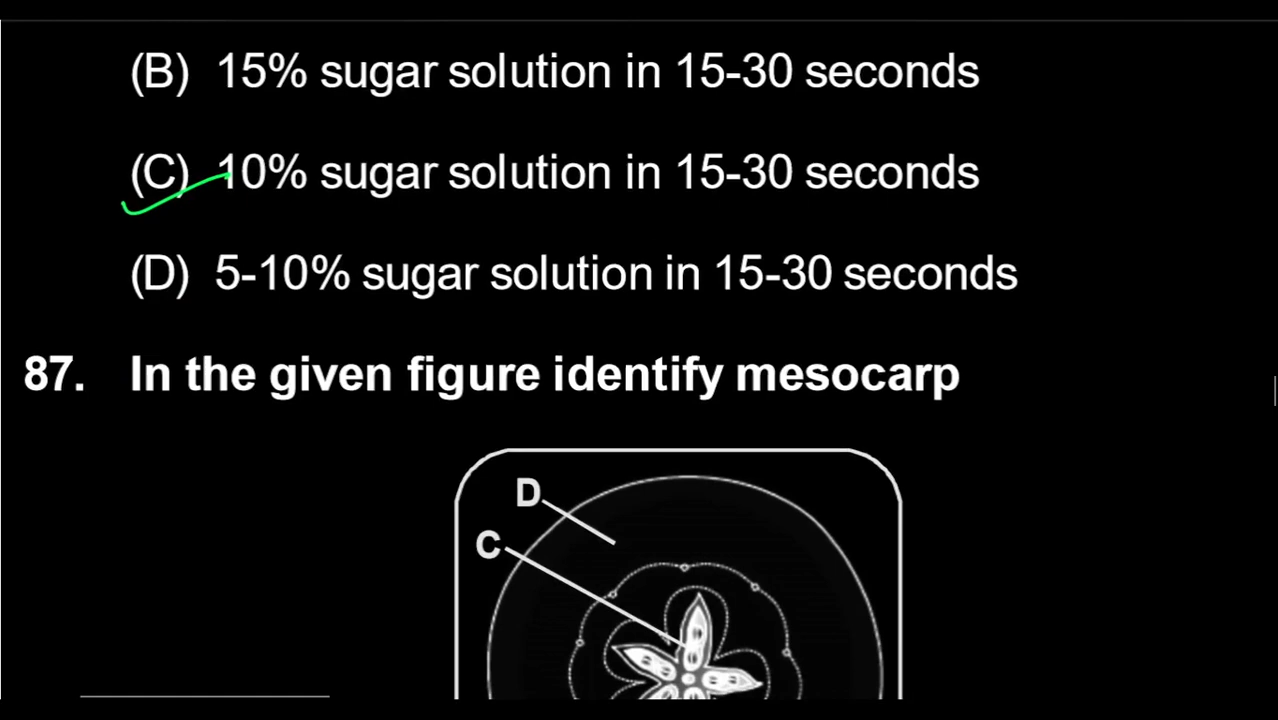 (B) 15% sugar solution in 15-30 seconds
(C) 10% sugar solution in 15-30 seconds
(D) 5-10% sugar solution in 15-30 seconds
87. In the given figure identify mesocarp
D
C